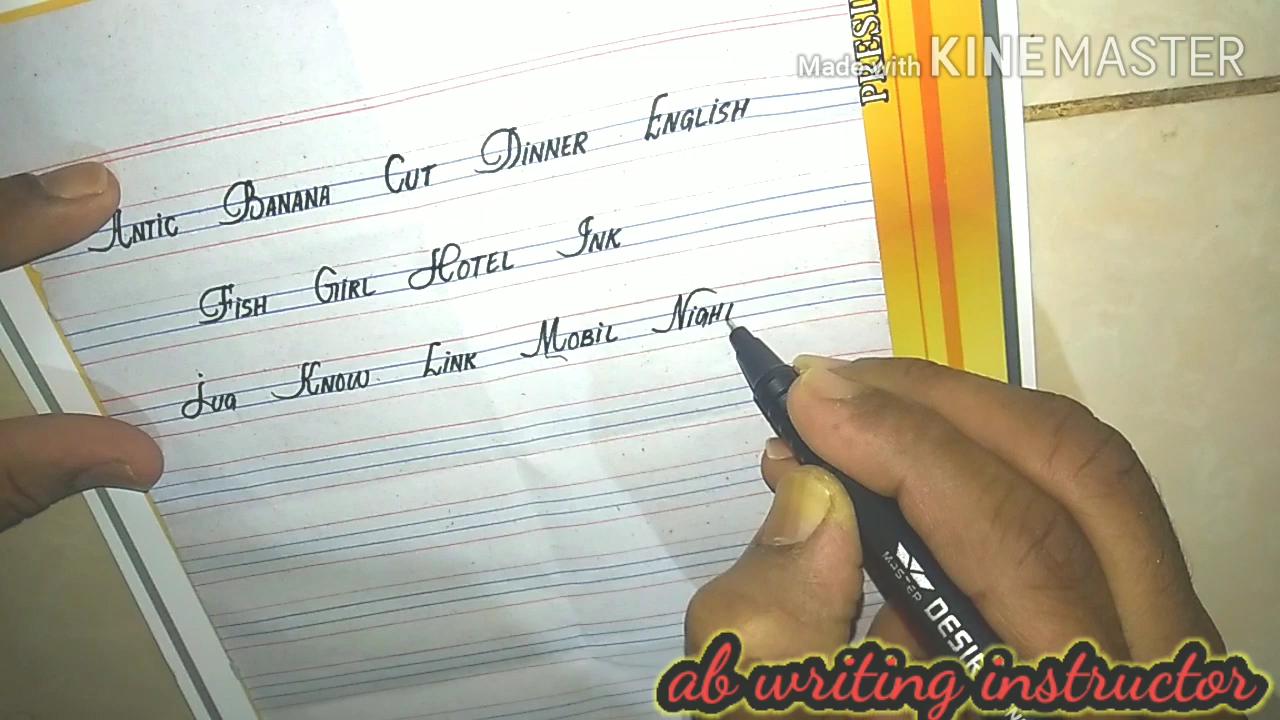 Made with KINEMASTER
PRESI
ANTIC BANANA CUT DINNER ENGLISH
FISH GIRL HOTEL INK
JUG KNOW LINK MOBIL NIGH
MASTER
DESI
ab writing instructor